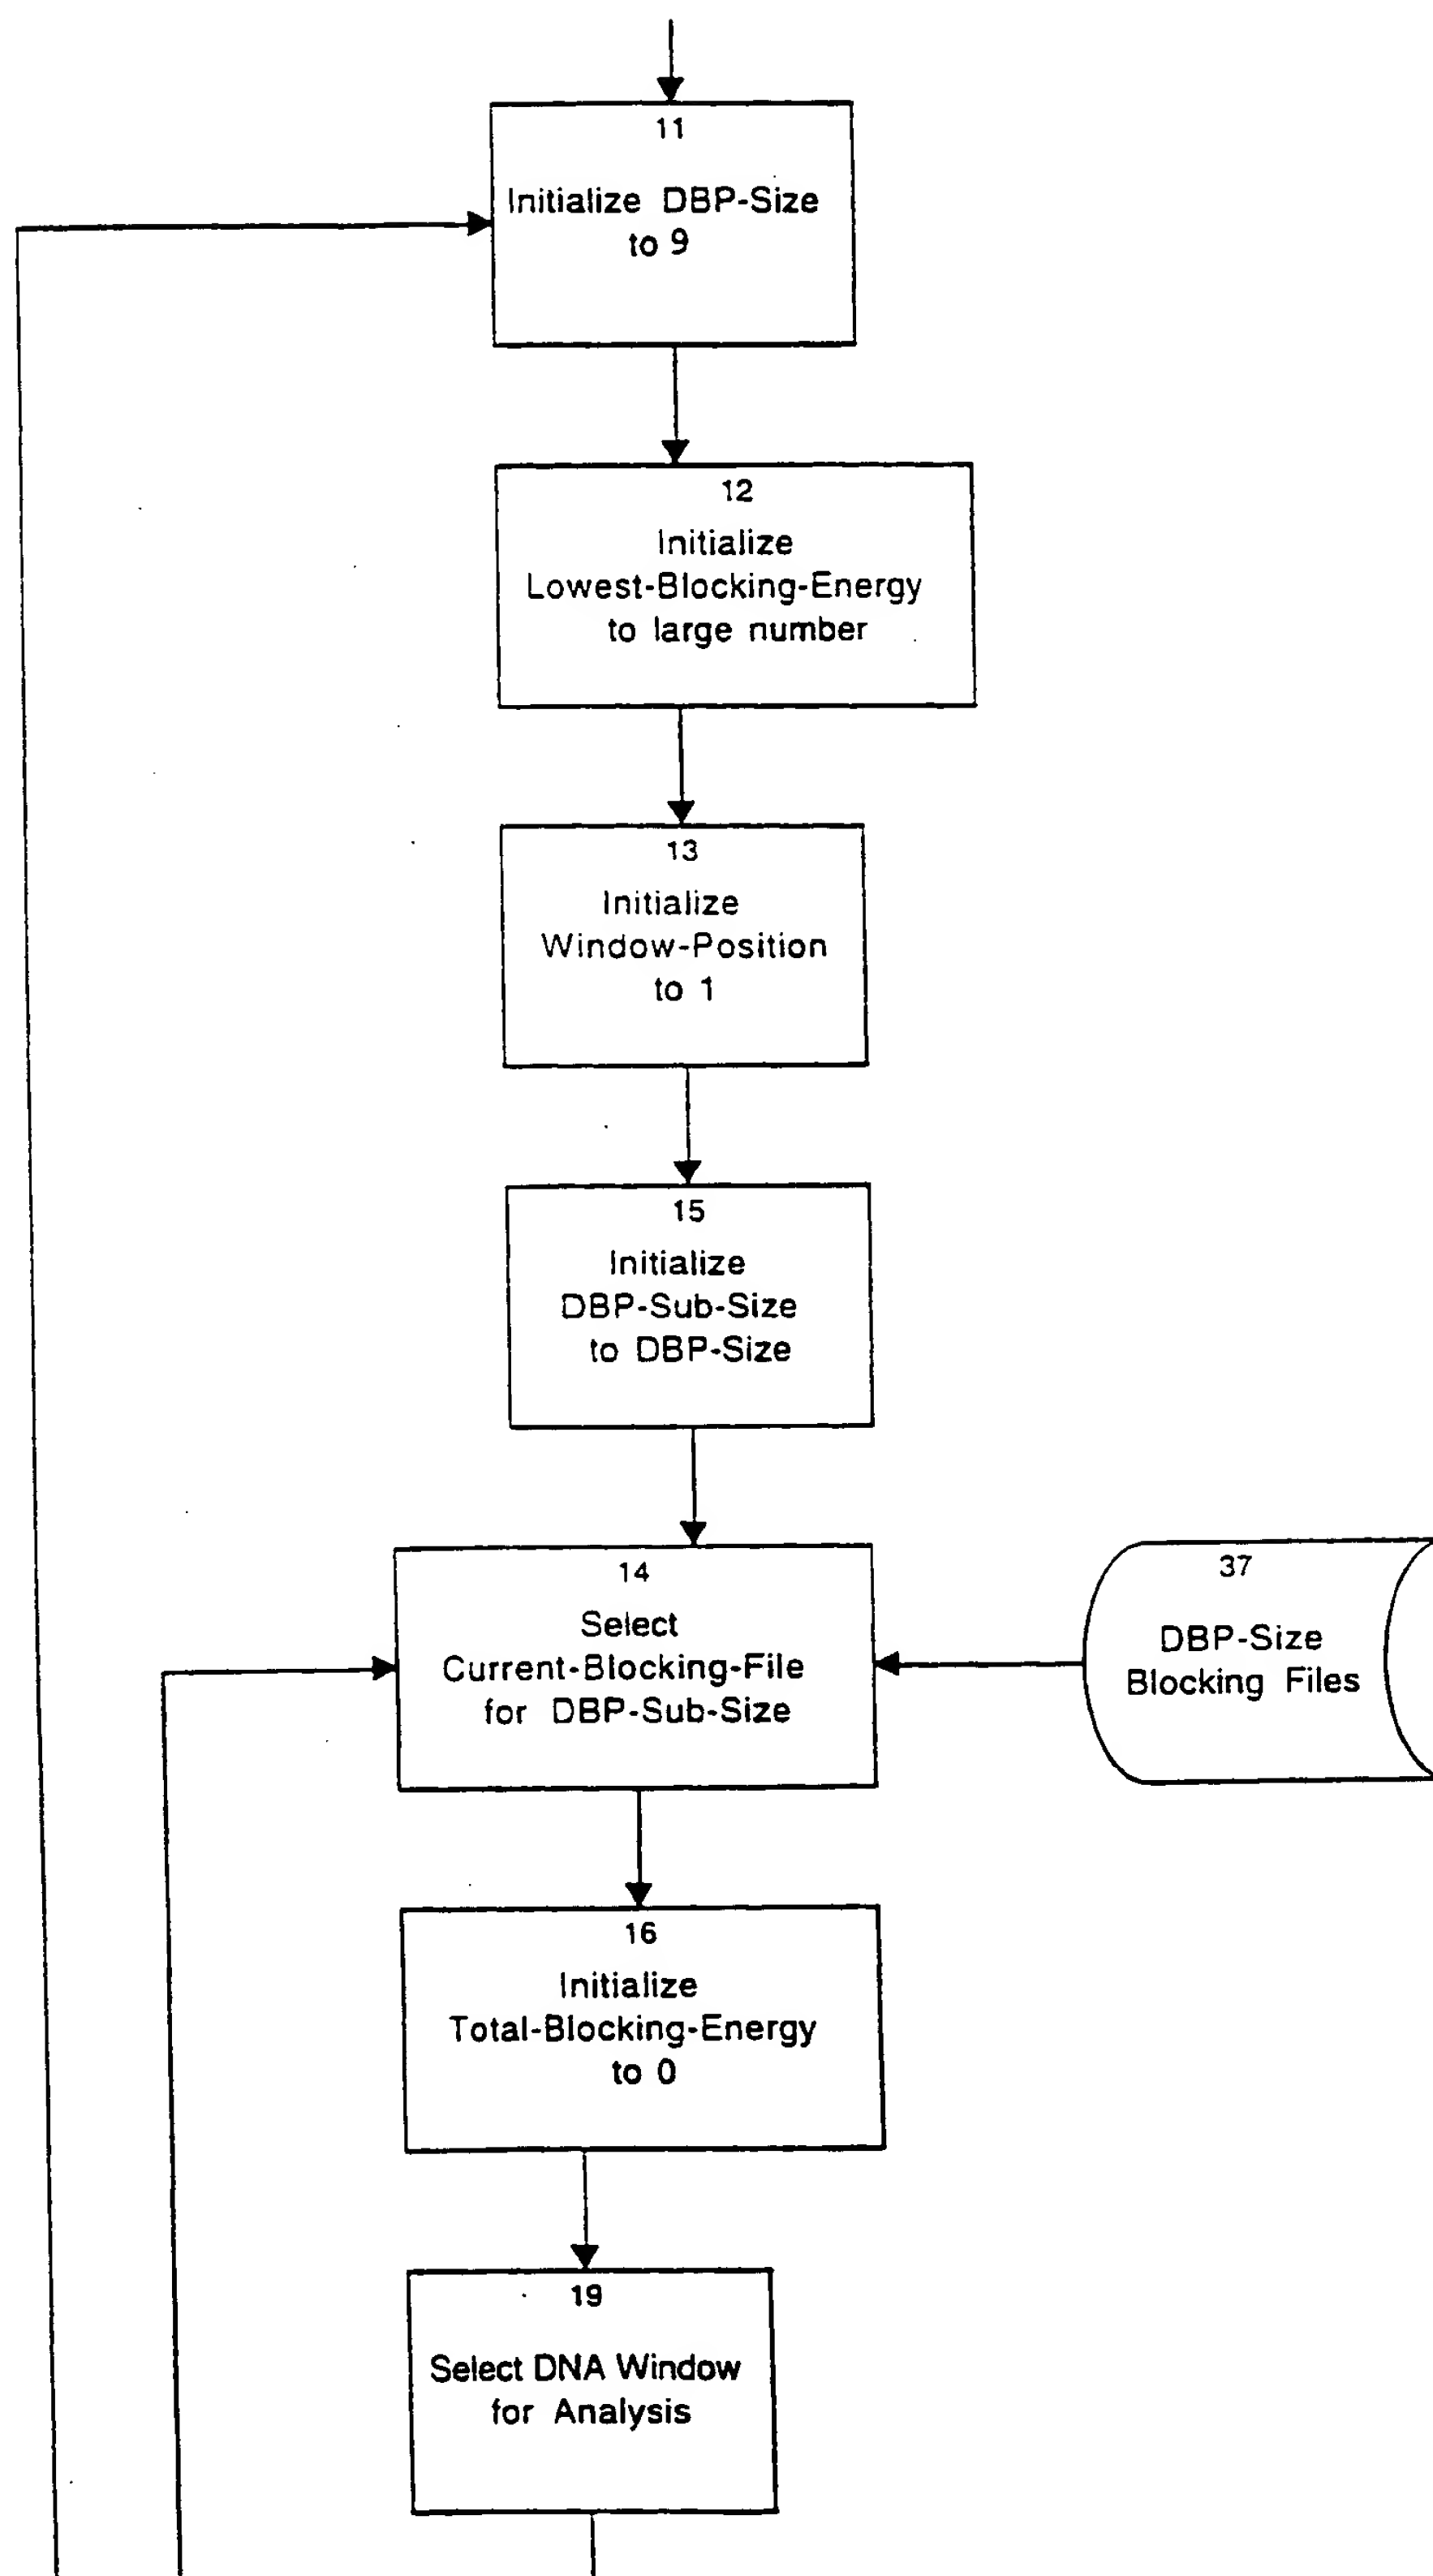 11
Initialize DBP-Size
to 9
12
Initialize
Lowest-Blocking-Energy
to large number
13
Initialize
Window-Position
to 1
15
Initialize
DBP-Sub-Size
to DBP-Size
14
Select
Current-Blocking-File
for DBP-Sub-Size
37
DBP-Size
Blocking Files
16
Initialize
Total-Blocking-Energy
to 0
19
Select DNA Window
for Analysis